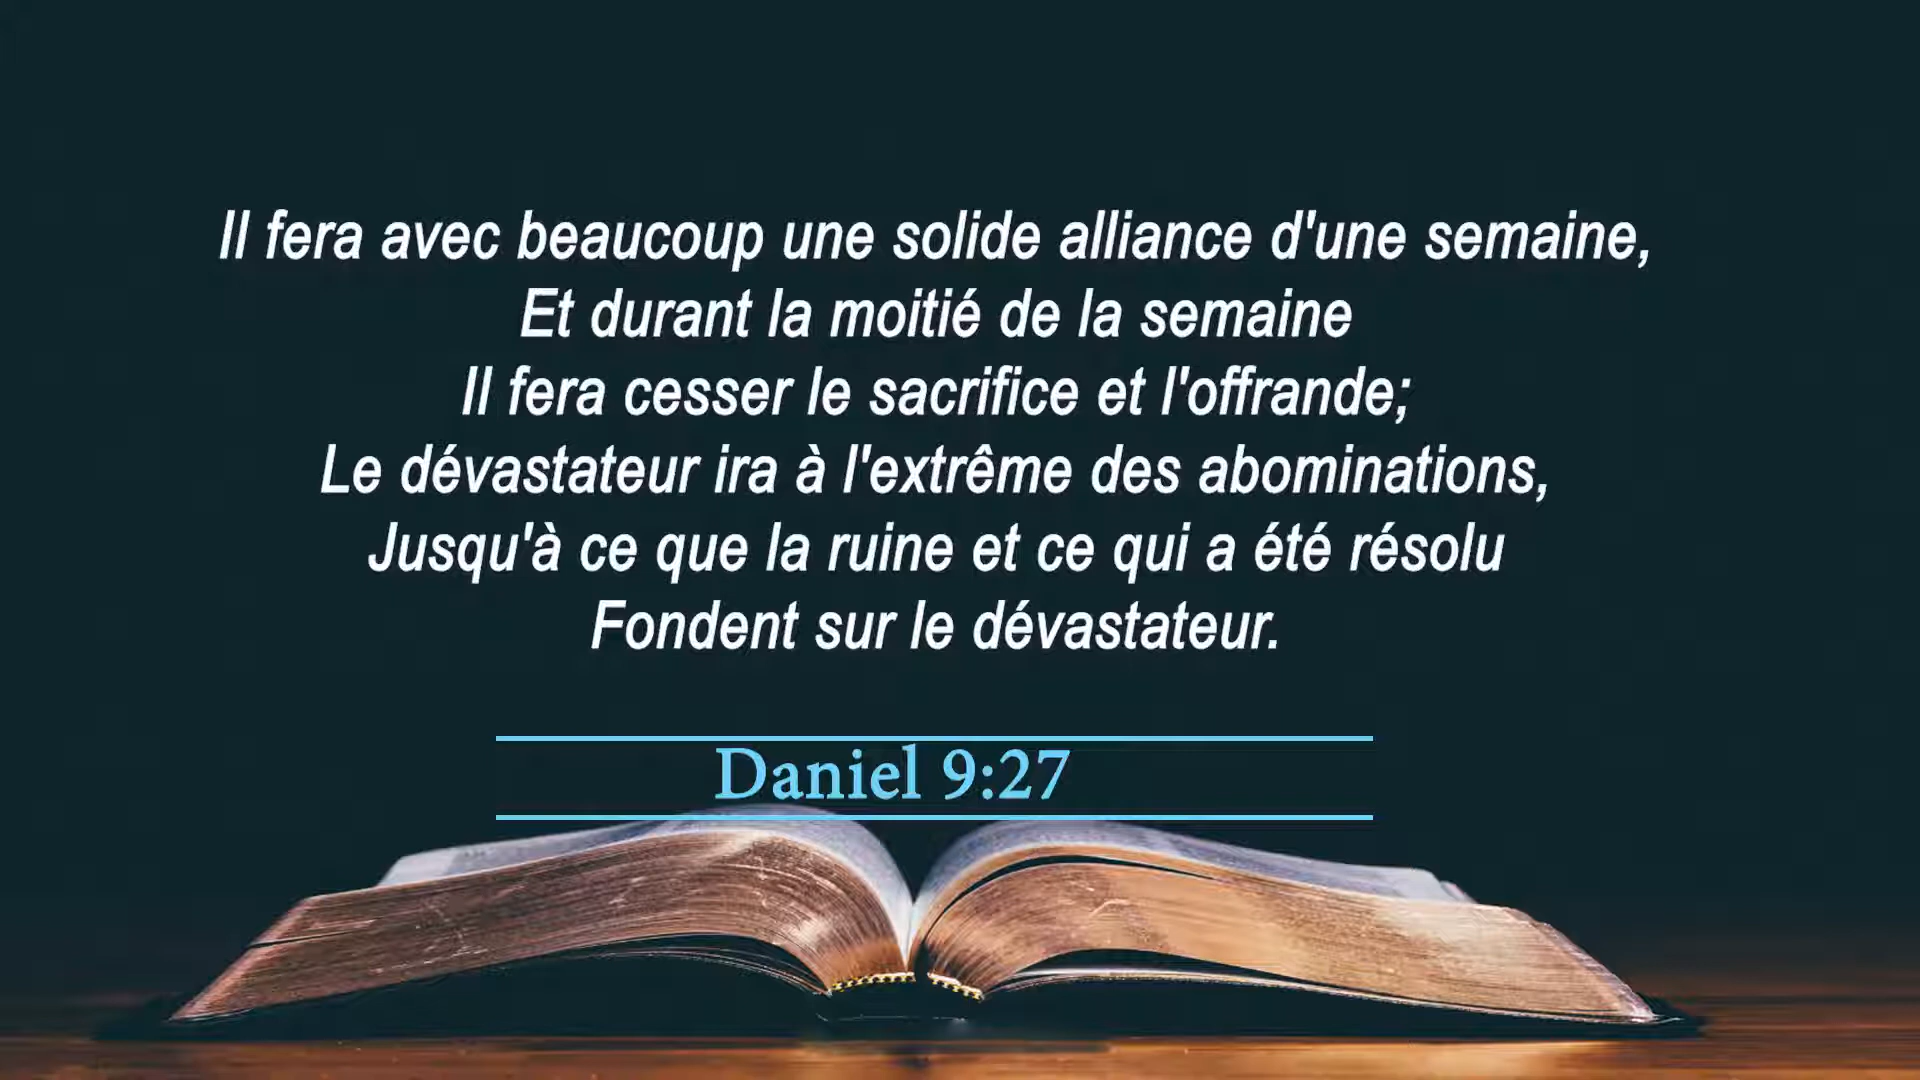 Il fera avec beaucoup une solide alliance d'une semaine,
Et durant la moitié de la semaine
Il fera cesser le sacrifice et l'offrande;
Le dévastateur ira à l'extrême des abominations,
Jusqu'à ce que la ruine et ce qui a été résolu
Fondent sur le dévastateur.
Daniel 9:27